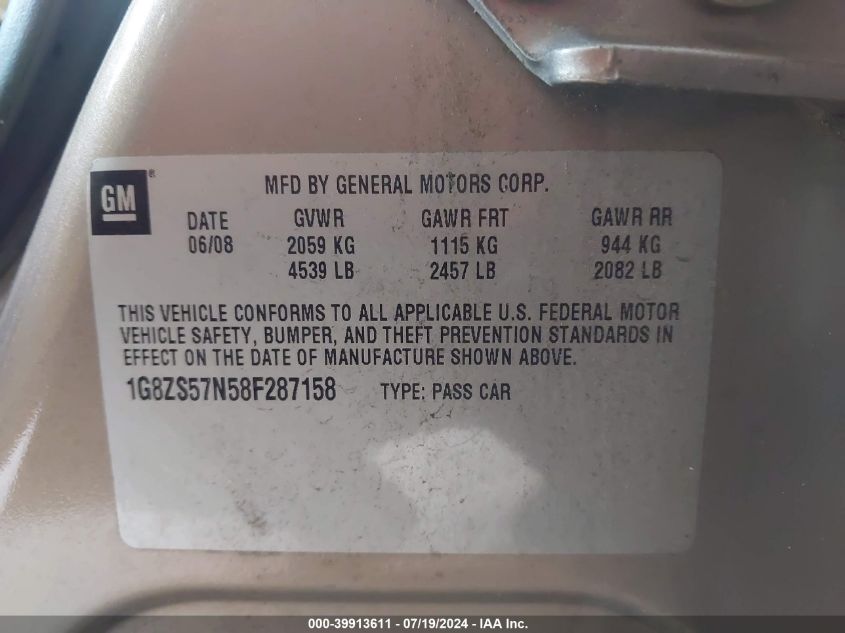 GM®
MFD BY GENERAL MOTORS CORP.
DATE GVWR GAWR FRT GAWR RR
06/08 2059 KG 1115 KG 944 KG
4539 LB 2457 LB 2082 LB
THIS VEHICLE CONFORMS TO ALL APPLICABLE U.S. FEDERAL MOTOR
VEHICLE SAFETY, BUMPER, AND THEFT PREVENTION STANDARDS IN
EFFECT ON THE DATE OF MANUFACTURE SHOWN ABOVE.
1G8ZS57N58F287158 TYPE: PASS CAR
000-39913611 - 07/19/2024 - IAA Inc.